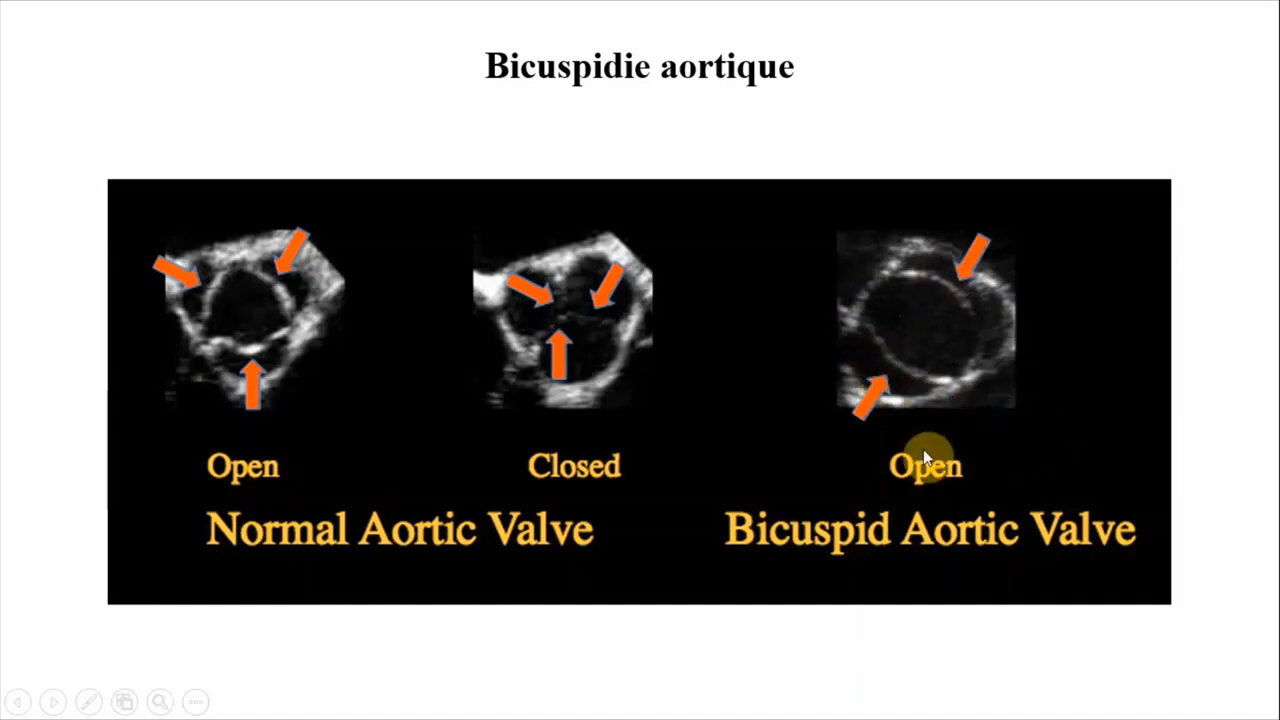 Bicuspidie aortique
Open
Closed
Open
Normal Aortic Valve
Bicuspid Aortic Valve